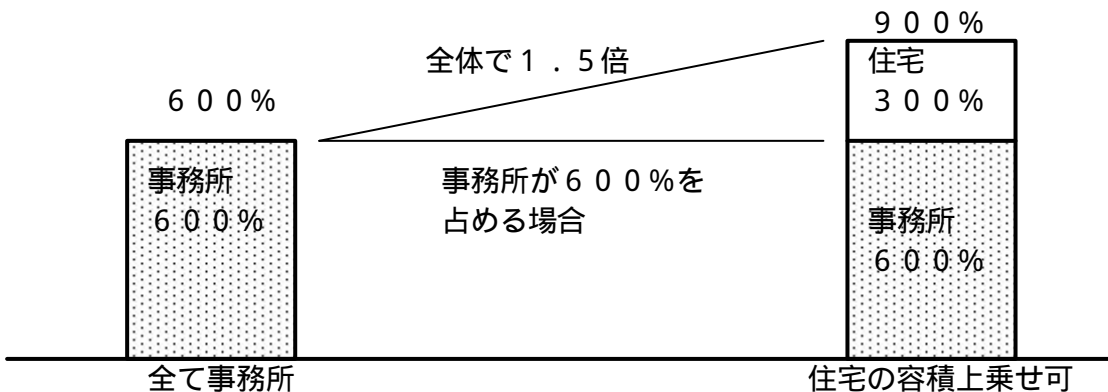 ９００％
全体で１．５倍
住宅
３００％
６００％
事務所
６００％
事務所が６００％を
占める場合
事務所
６００％
全て事務所
住宅の容積上乗せ可